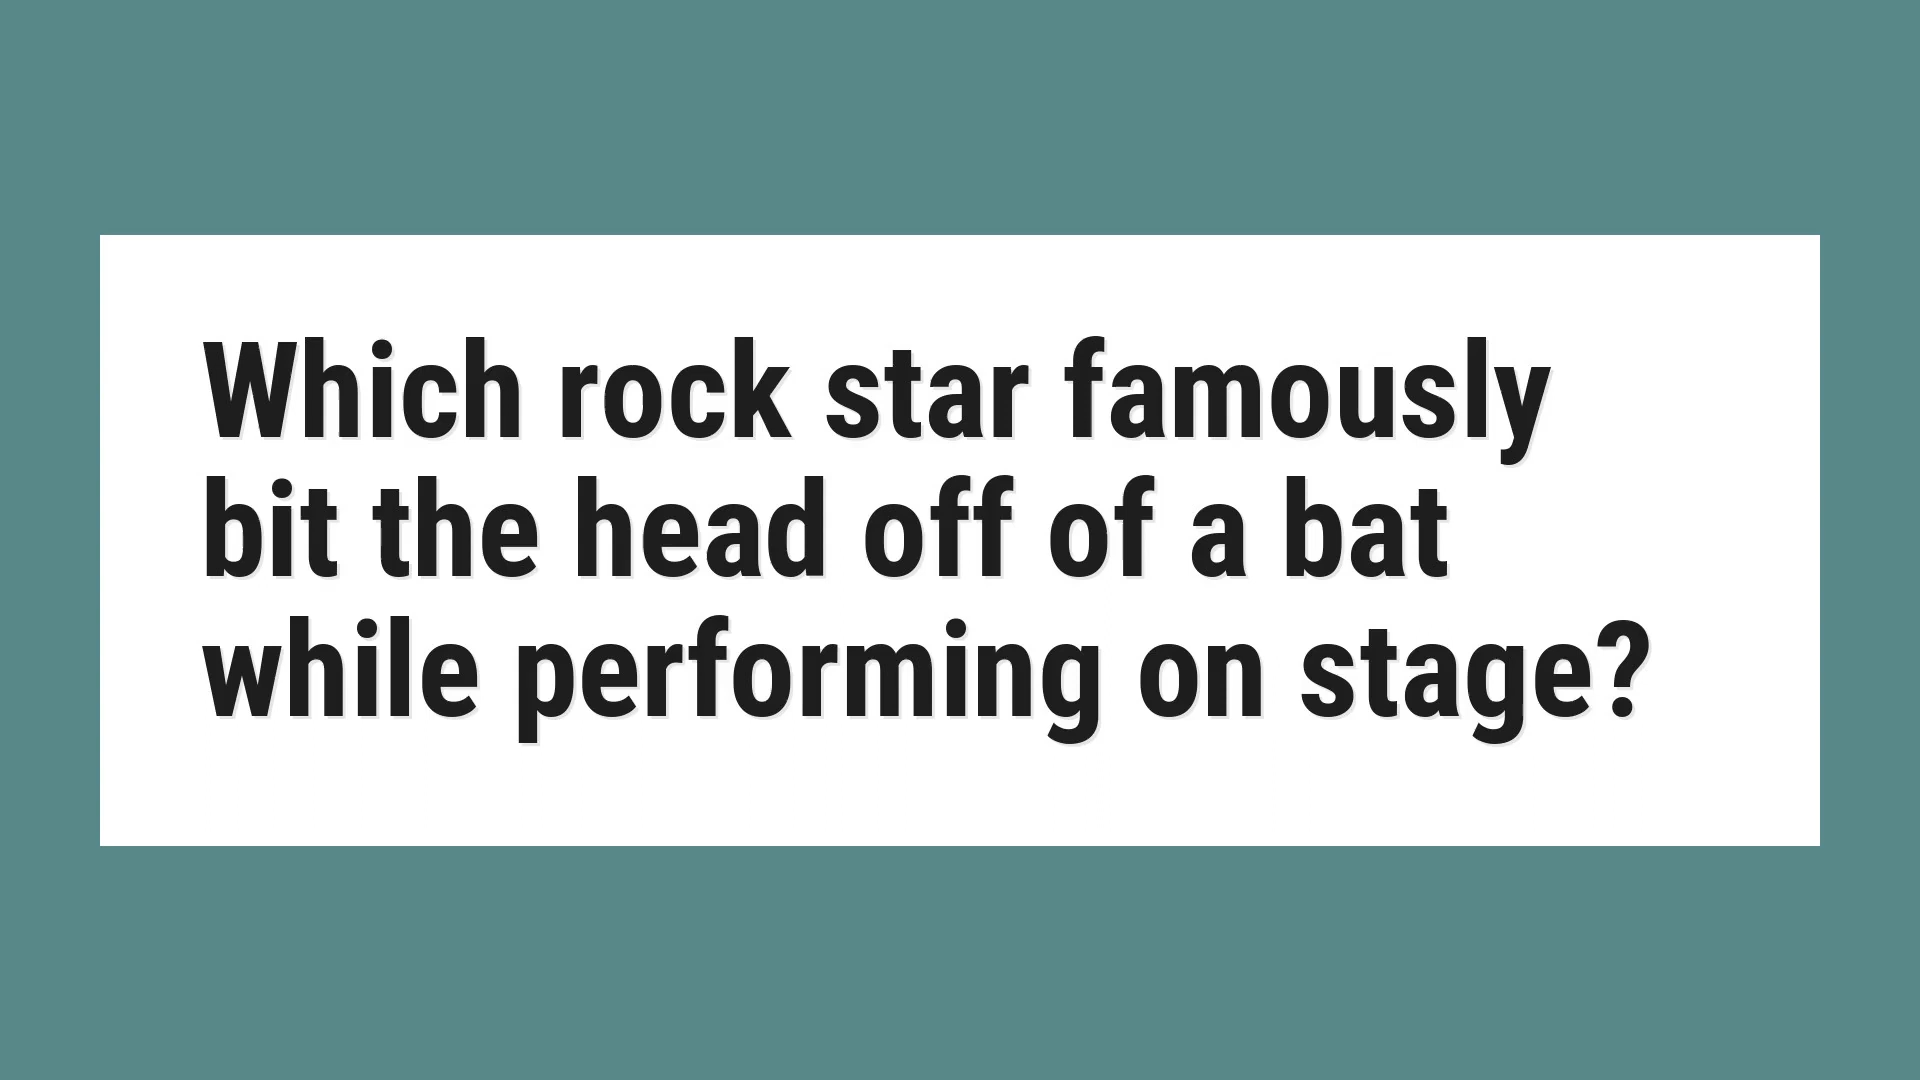 Which rock star famously
bit the head off of a bat
while performing on stage?